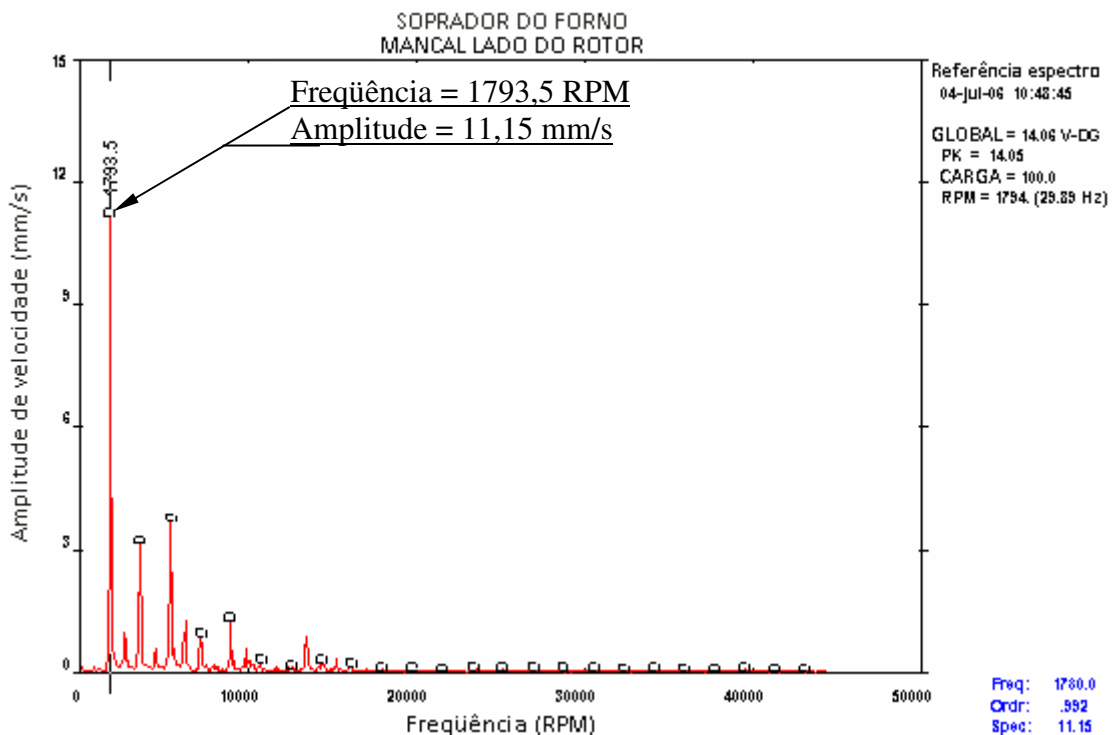 SOPRADOR DO FORNO
MANCAL LADO DO ROTOR
Freqüência = 1793,5 RPM
Amplitude = 11,15 mm/s
1793.5
Referência espectro
04-jul-06 10:48:45
GLOBAL = 14.06 V-DG
PK = 14.05
CARGA = 100.0
RPM = 1794. (29.89 Hz)
Amplitude de velocidade (mm/s)
15
12
9
6
3
0
0
10000
20000
30000
40000
50000
Freqüência (RPM)
Freq: 1780.0
Ordr: .992
Spec: 11.15